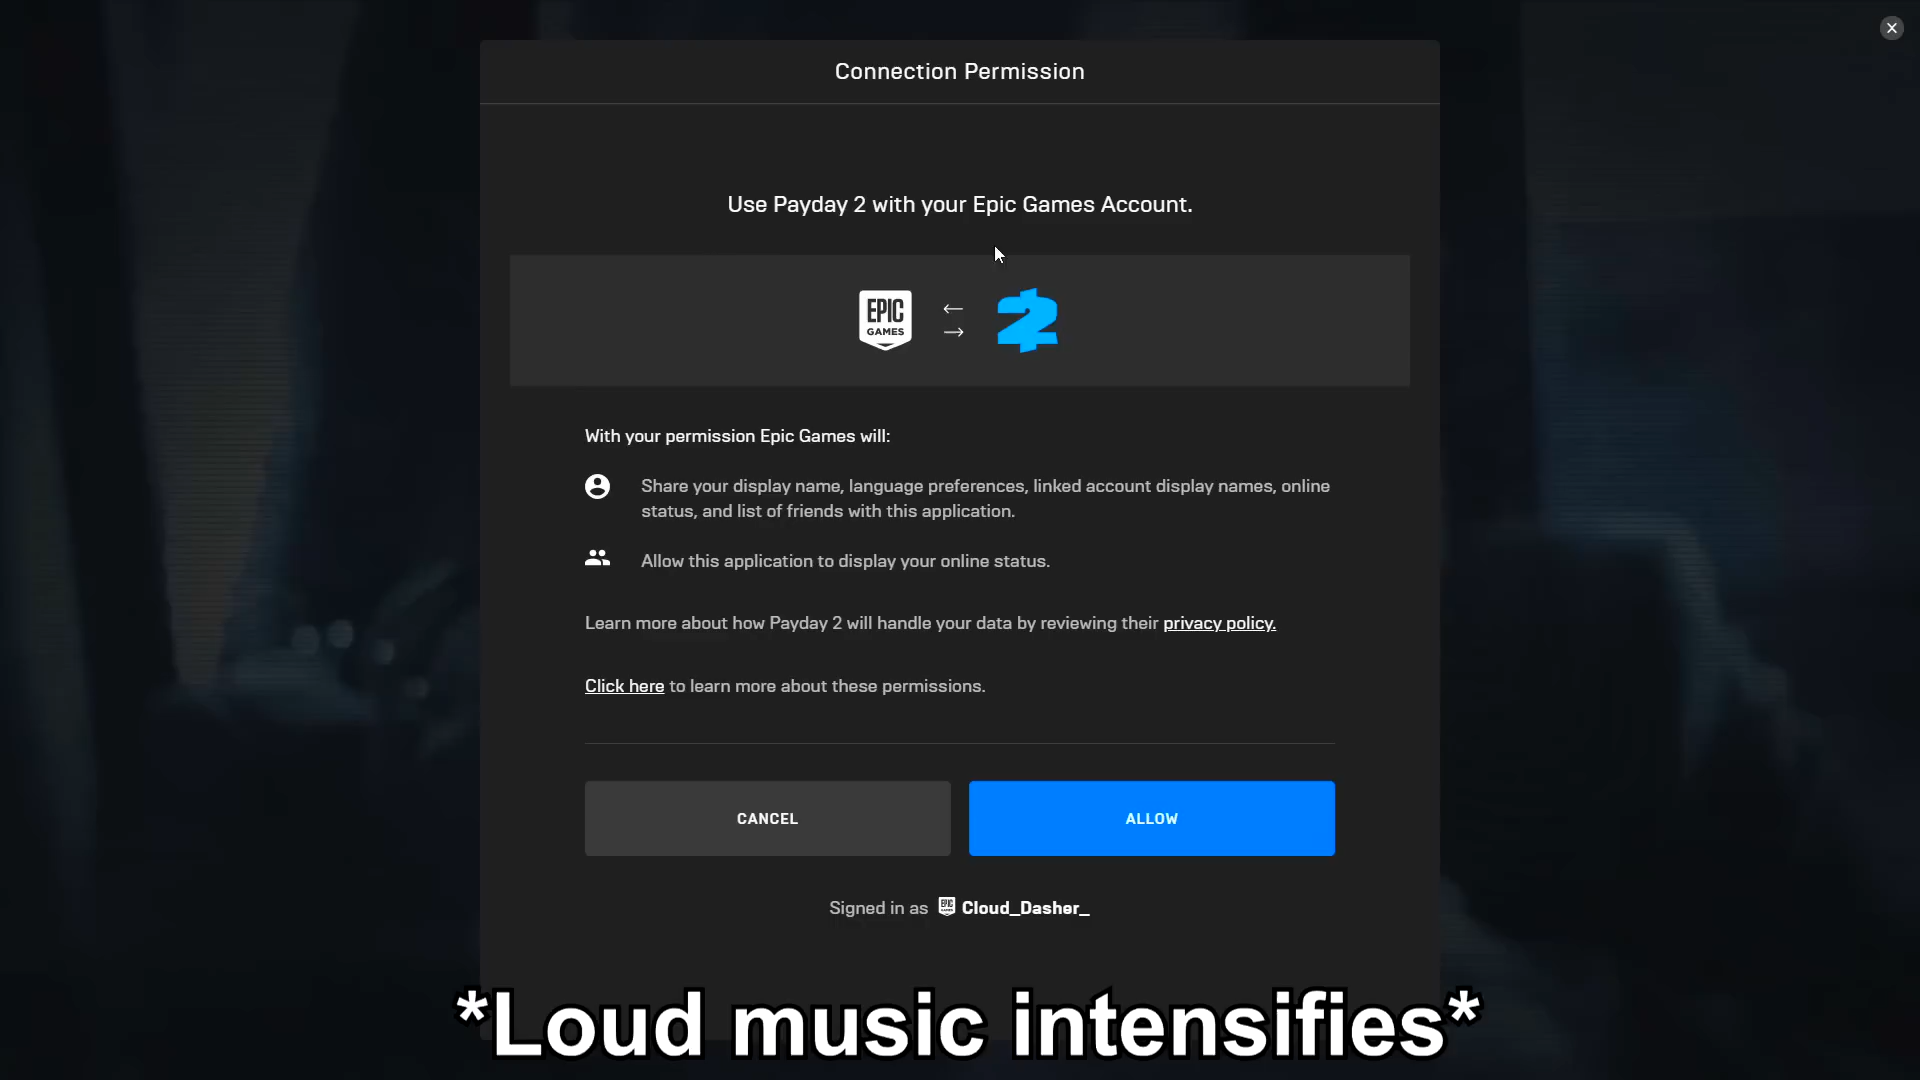 Connection Permission
Use Payday 2 with your Epic Games Account.
EPIC
GAMES
2
With your permission Epic Games will:
Share your display name, language preferences, linked account display names, online
status, and list of friends with this application.
Allow this application to display your online status.
Learn more about how Payday 2 will handle your data by reviewing their privacy policy.
Click here to learn more about these permissions.
CANCEL
ALLOW
Signed in as EPIC GAMES Cloud_Dasher_
*Loud music intensifies*